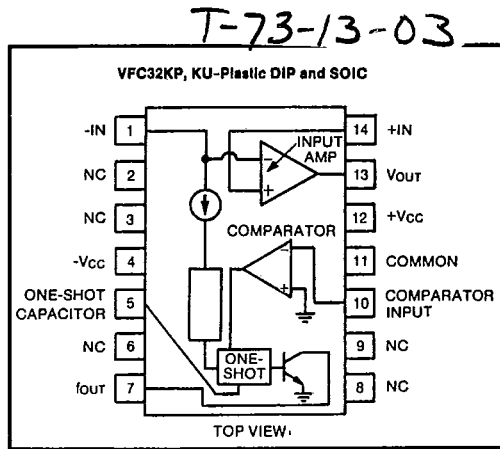 T-73-13-03
VFC32KP, KU-Plastic DIP and SOIC
-IN 1
14 +IN
INPUT
AMP
NC 2
13 VOUT
NC 3
12 +VCC
COMPARATOR
-VCC 4
11 COMMON
ONE-SHOT
CAPACITOR 5
10 COMPARATOR
INPUT
NC 6
9 NC
ONE-
SHOT
fOUT 7
8 NC
TOP VIEW